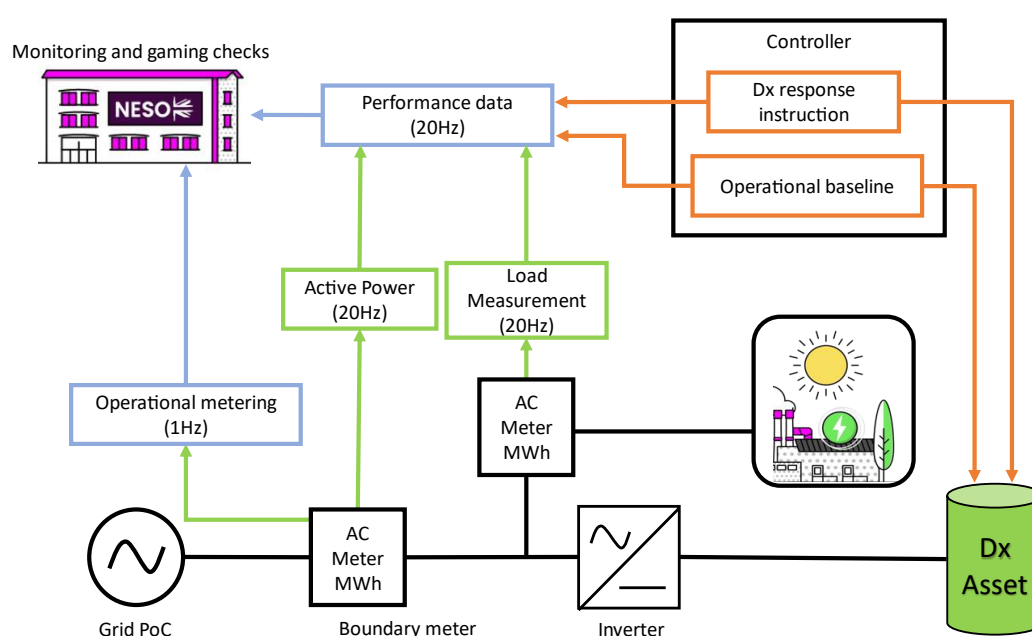 Monitoring and gaming checks
NESO
Performance data
(20Hz)
Controller
Dx response
instruction
Operational baseline
Active Power
(20Hz)
Load
Measurement
(20Hz)
Operational metering
(1Hz)
AC
Meter
MWh
AC
Meter
MWh
Dx
Asset
Grid PoC
Boundary meter
Inverter